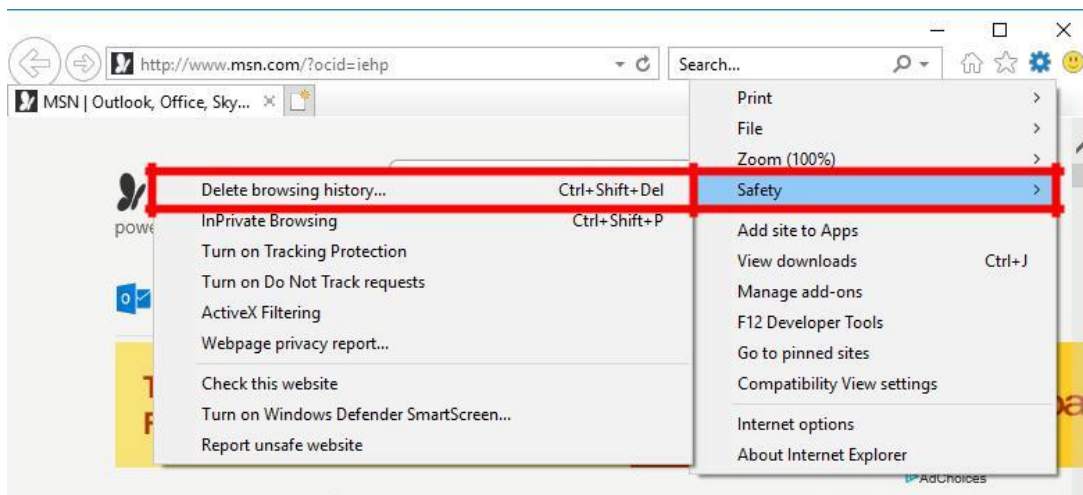 http://www.msn.com/?ocid=iehp
Search...
MSN | Outlook, Office, Sky...
Print
File
Zoom (100%)
Safety
Add site to Apps
View downloads Ctrl+J
Manage add-ons
F12 Developer Tools
Go to pinned sites
Compatibility View settings
Internet options
About Internet Explorer
Delete browsing history... Ctrl+Shift+Del
InPrivate Browsing Ctrl+Shift+P
Turn on Tracking Protection
Turn on Do Not Track requests
ActiveX Filtering
Webpage privacy report...
Check this website
Turn on Windows Defender SmartScreen...
Report unsafe website
AdChoices